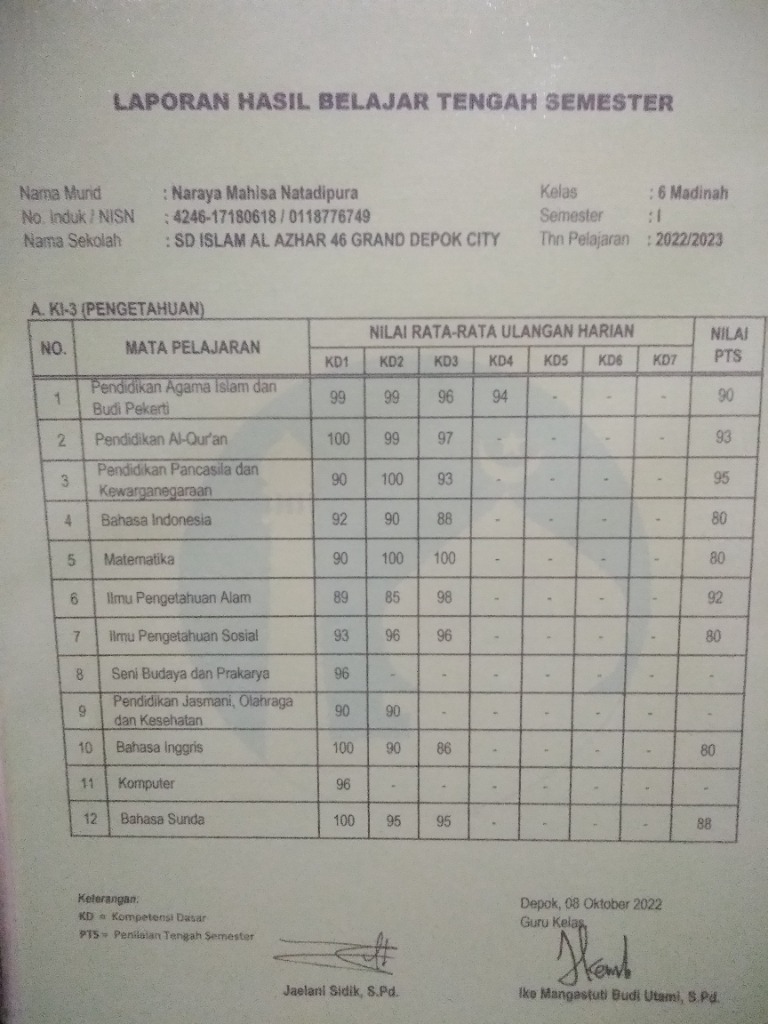 LAPORAN HASIL BELAJAR TENGAH SEMESTER
Nama Murid : Naraya Mahisa Natadipura Kelas : 6 Madinah
No. Induk / NISN : 4246-17180618 / 0118776749 Semester : I
Nama Sekolah : SD ISLAM AL AZHAR 46 GRAND DEPOK CITY Thn Pelajaran : 2022/2023
A. KI-3 (PENGETAHUAN)
NO. MATA PELAJARAN NILAI RATA-RATA ULANGAN HARIAN NILAI PTS
KD1 KD2 KD3 KD4 KD5 KD6 KD7
1 Pendidikan Agama Islam dan Budi Pekerti 99 99 96 94 - - - 90
2 Pendidikan Al-Qur'an 100 99 97 - - - - 93
3 Pendidikan Pancasila dan Kewarganegaraan 90 100 93 - - - - 95
4 Bahasa Indonesia 92 90 88 - - - - 80
5 Matematika 90 100 100 - - - - 80
6 Ilmu Pengetahuan Alam 89 85 98 - - - - 92
7 Ilmu Pengetahuan Sosial 93 96 96 - - - - 80
8 Seni Budaya dan Prakarya 96 - - - - - - -
9 Pendidikan Jasmani, Olahraga dan Kesehatan 90 90 - - - - - -
10 Bahasa Inggris 100 90 86 - - - - 80
11 Komputer 96 - - - - - - -
12 Bahasa Sunda 100 95 95 - - - - 88
Keterangan:
KD = Kompetensi Dasar
PTS = Penilaian Tengah Semester
Depok, 08 Oktober 2022
Guru Kelas,
Jaelani Sidik, S.Pd. Ike Mangastuti Budi Utami, S.Pd.